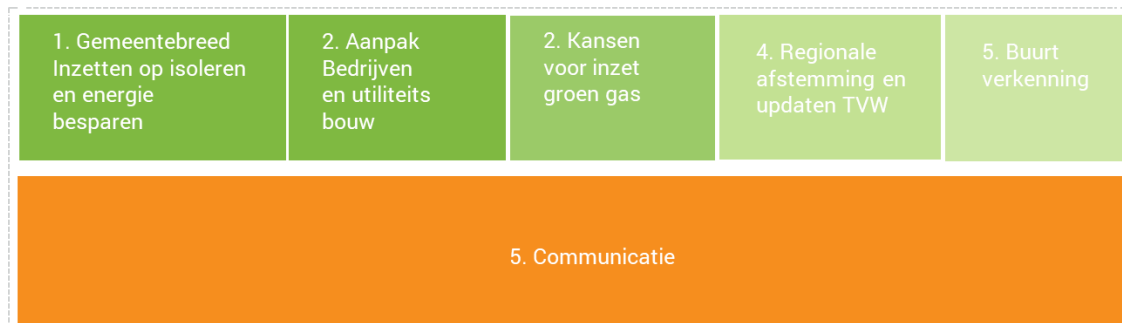 1. Gemeentebreed
Inzetten op isoleren
en energie
besparen
2. Aanpak
Bedrijven
en utiliteits
bouw
2. Kansen
voor inzet
groen gas
4. Regionale
afstemming en
updaten TVW
5. Buurt
verkenning
5. Communicatie